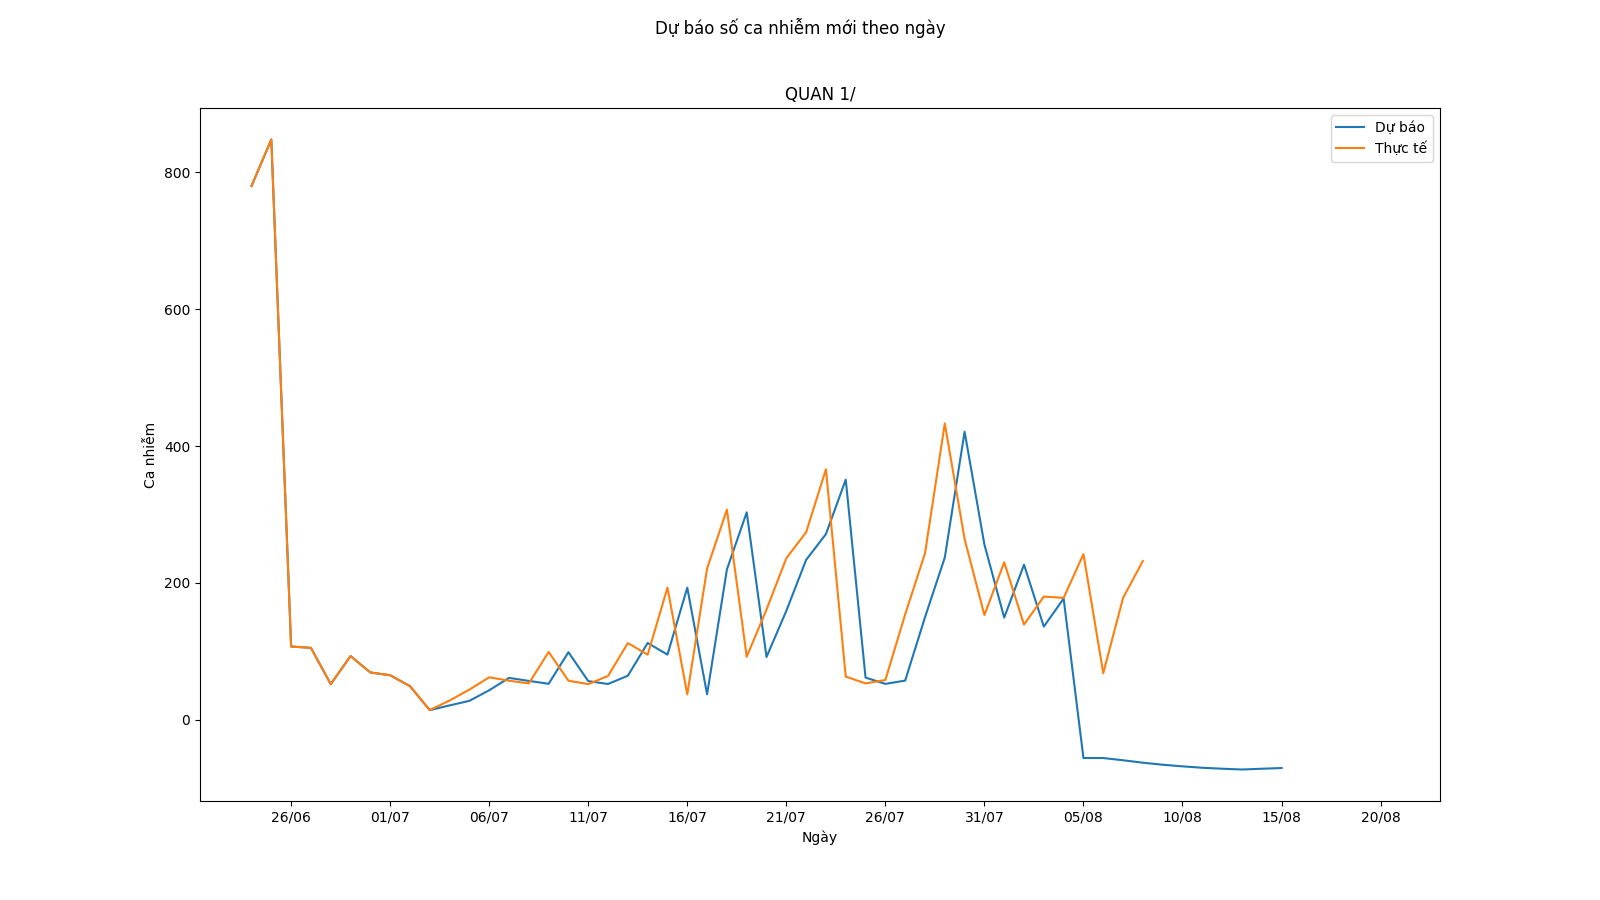 Dự báo số ca nhiễm mới theo ngày
QUAN 1/
Dự báo
Thực tế
800
600
400
200
0
Ca nhiễm
26/06 01/07 06/07 11/07 16/07 21/07 26/07 31/07 05/08 10/08 15/08 20/08
Ngày